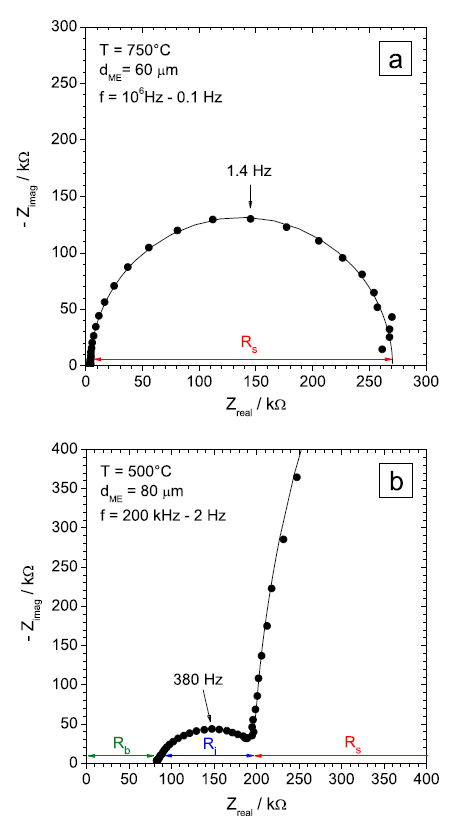 a
T = 750°C
d_ME = 60 µm
f = 10^6Hz - 0.1 Hz
1.4 Hz
R_s
300
250
200
150
100
50
0
- Z_imag / kΩ
0 50 100 150 200 250 300
Z_real / kΩ
b
T = 500°C
d_ME = 80 µm
f = 200 kHz - 2 Hz
380 Hz
R_b R_i R_s
400
350
300
250
200
150
100
50
0
- Z_imag / kΩ
0 50 100 150 200 250 300 350 400
Z_real / kΩ